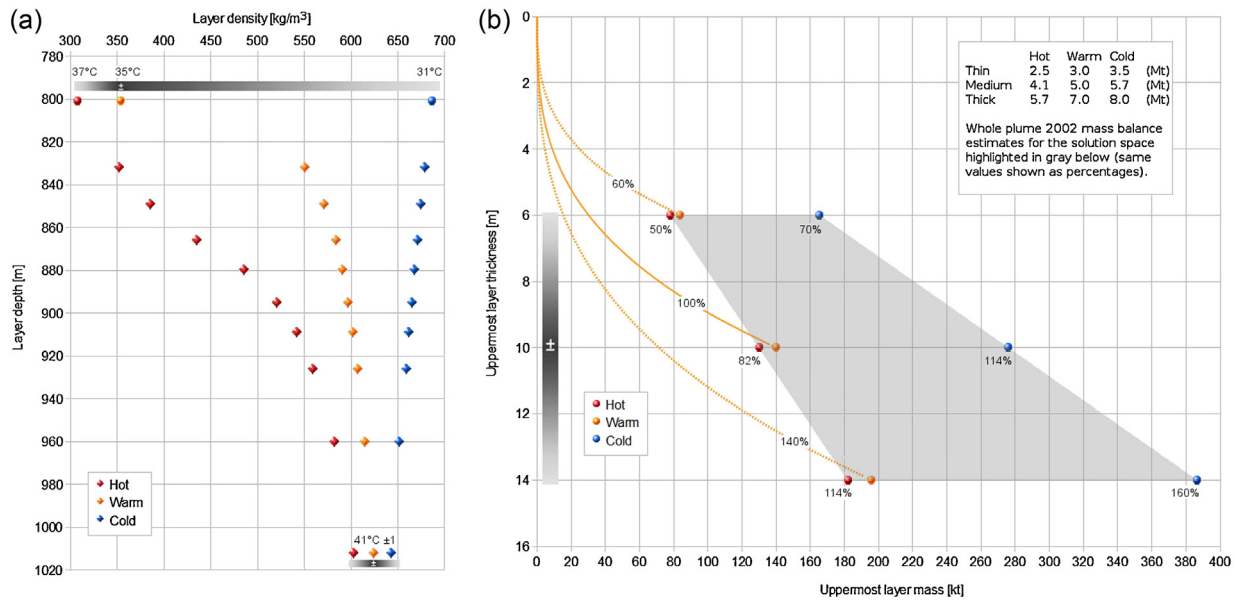 (a)
Layer density [kg/m³]
300 350 400 450 500 550 600 650 700
780
800
820
840
860
880
900
920
940
960
980
1000
1020
Layer depth [m]
37°C 35°C 31°C
±
Hot
Warm
Cold
41°C ±1
±
(b)
0
2
4
6
8
10
12
14
16
Uppermost layer thickness [m]
0 20 40 60 80 100 120 140 160 180 200 220 240 260 280 300 320 340 360 380 400
Uppermost layer mass [kt]
Hot Warm Cold
Thin 2.5 3.0 3.5 (Mt)
Medium 4.1 5.0 5.7 (Mt)
Thick 5.7 7.0 8.0 (Mt)
Whole plume 2002 mass balance
estimates for the solution space
highlighted in gray below (same
values shown as percentages).
60%
50% 70%
100%
±
82% 114%
Hot
Warm
Cold
140%
114% 160%